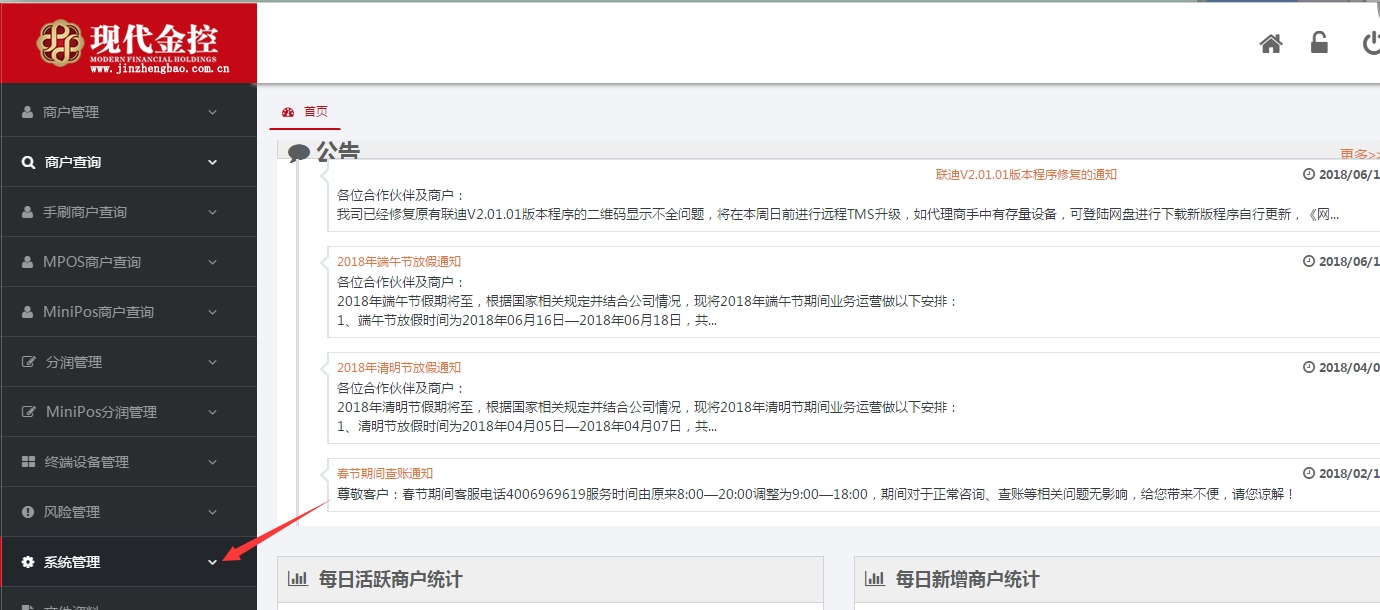 现代金控
MODERN FINANCIAL HOLDINGS
www.jinzhengbao.com.cn
商户管理
商户查询
手刷商户查询
MPOS商户查询
MiniPos商户查询
分润管理
MiniPos分润管理
终端设备管理
风险管理
系统管理
首页
公告
更多>>
联迪V2.01.01版本程序修复的通知
2018/06/1
各位合作伙伴及商户：
我司已经修复原有联迪V2.01.01版本程序的二维码显示不全问题，将在本周日前进行远程TMS升级，如代理商手中有存量设备，可登陆网盘进行下载新版程序自行更新，《网...
2018年端午节放假通知
2018/06/1
各位合作伙伴及商户：
2018年端午节假期将至，根据国家相关规定并结合公司情况，现将2018年端午节期间业务运营做以下安排：
1、端午节放假时间为2018年06月16日—2018年06月18日，共...
2018年清明节放假通知
2018/04/0
各位合作伙伴及商户：
2018年清明节假期将至，根据国家相关规定并结合公司情况，现将2018年清明节期间业务运营做以下安排：
1、清明节放假时间为2018年04月05日—2018年04月07日，共...
春节期间查账通知
2018/02/1
尊敬客户：春节期间客服电话4006969619服务时间由原来8:00—20:00调整为9:00—18:00，期间对于正常咨询、查账等相关问题无影响，给您带来不便，请您谅解！
每日活跃商户统计
每日新增商户统计